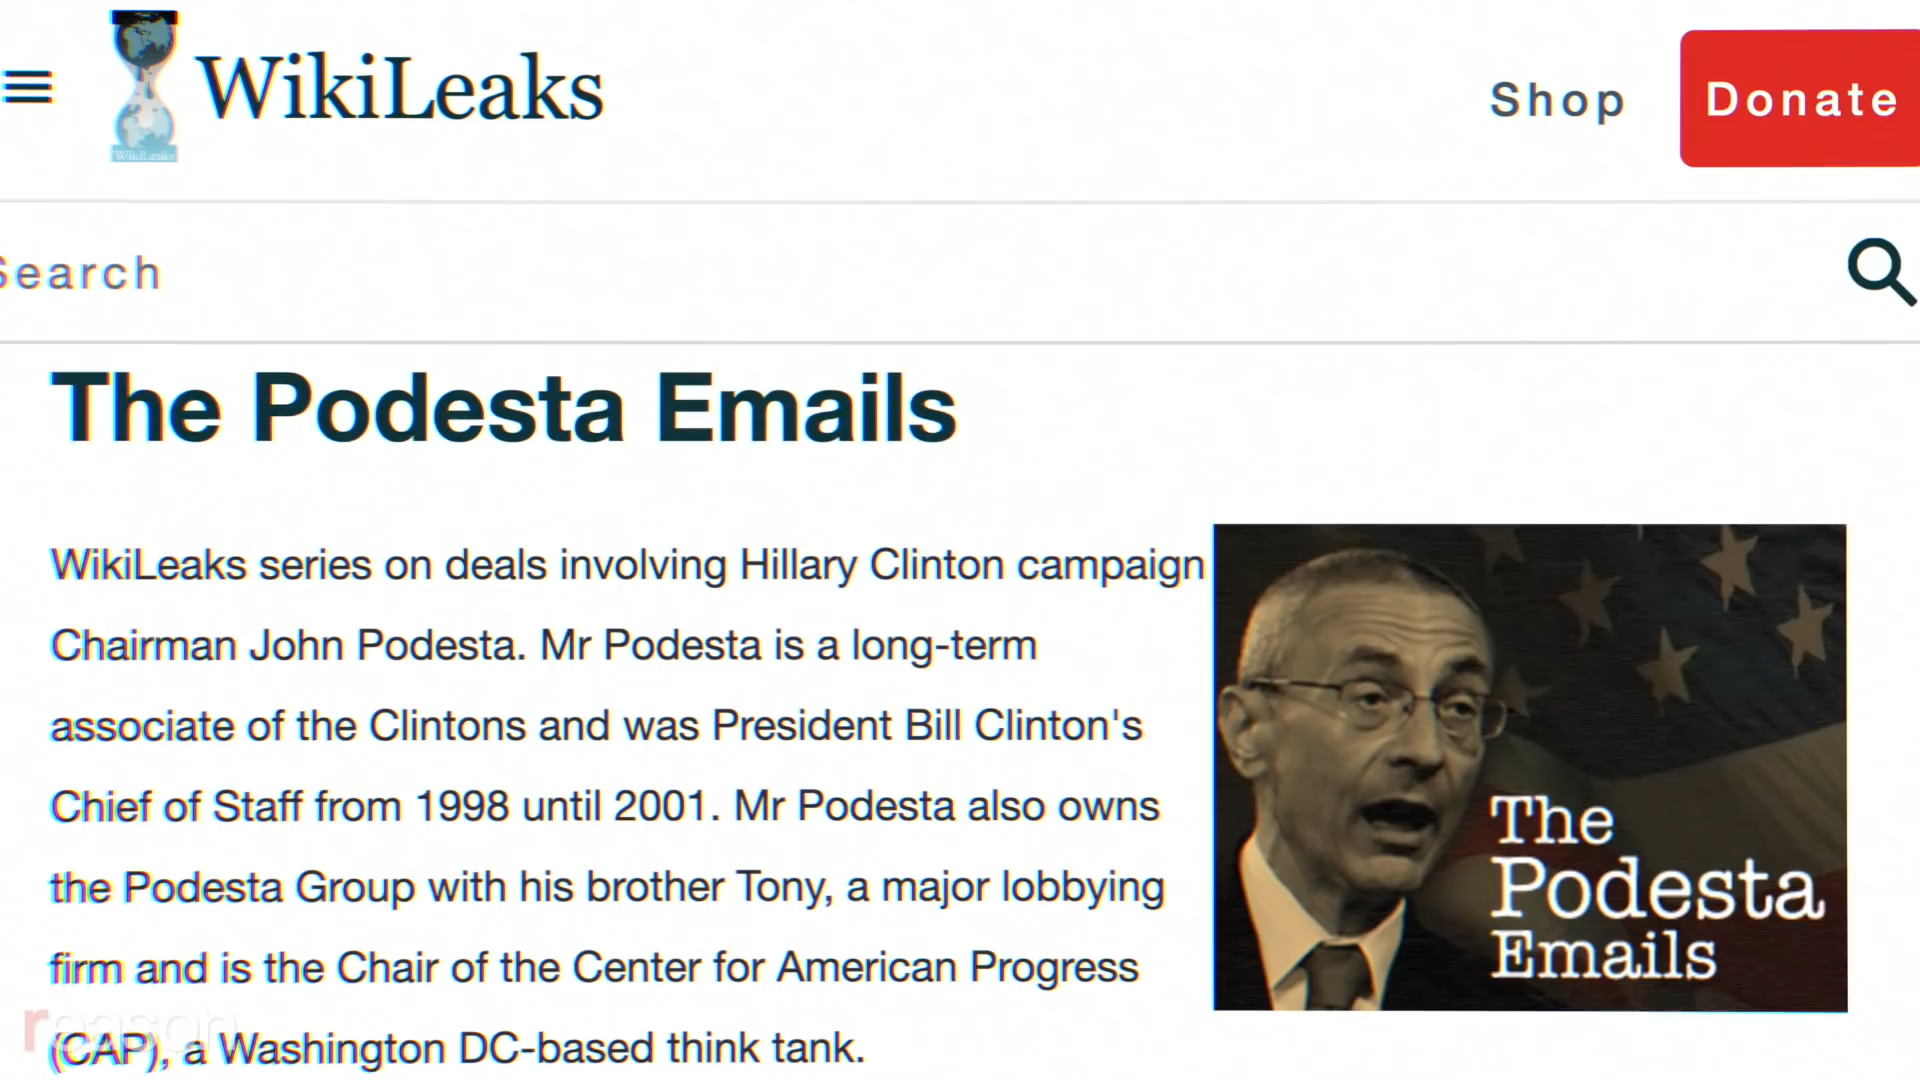 WikiLeaks
WikiLeaks
Shop
Donate
Search
The Podesta Emails
WikiLeaks series on deals involving Hillary Clinton campaign
Chairman John Podesta. Mr Podesta is a long-term
associate of the Clintons and was President Bill Clinton's
Chief of Staff from 1998 until 2001. Mr Podesta also owns
the Podesta Group with his brother Tony, a major lobbying
firm and is the Chair of the Center for American Progress
(CAP), a Washington DC-based think tank.
The
Podesta
Emails
reason